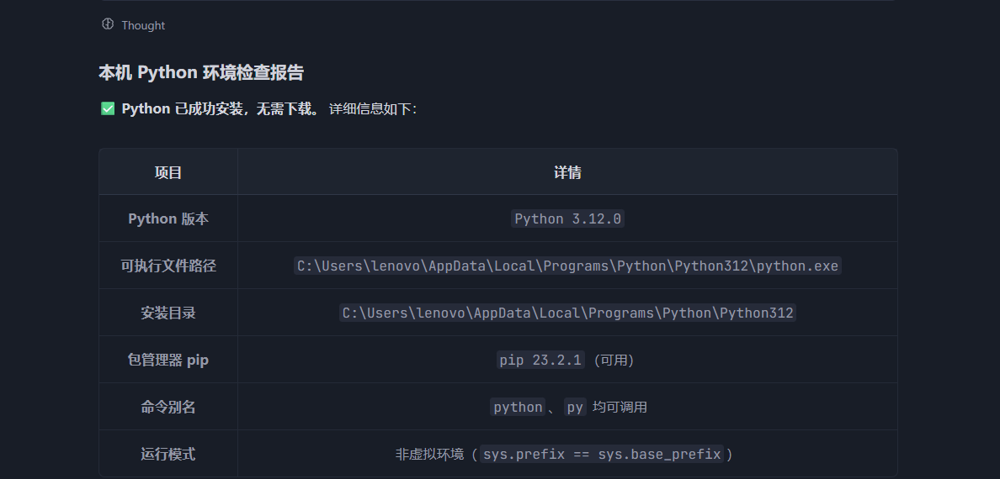 Thought
本机 Python 环境检查报告
✅ Python 已成功安装，无需下载。 详细信息如下：
项目 详情
Python 版本 Python 3.12.0
可执行文件路径 C:\Users\lenovo\AppData\Local\Programs\Python\Python312\python.exe
安装目录 C:\Users\lenovo\AppData\Local\Programs\Python\Python312
包管理器 pip pip 23.2.1（可用）
命令别名 python、py 均可调用
运行模式 非虚拟环境（sys.prefix == sys.base_prefix）